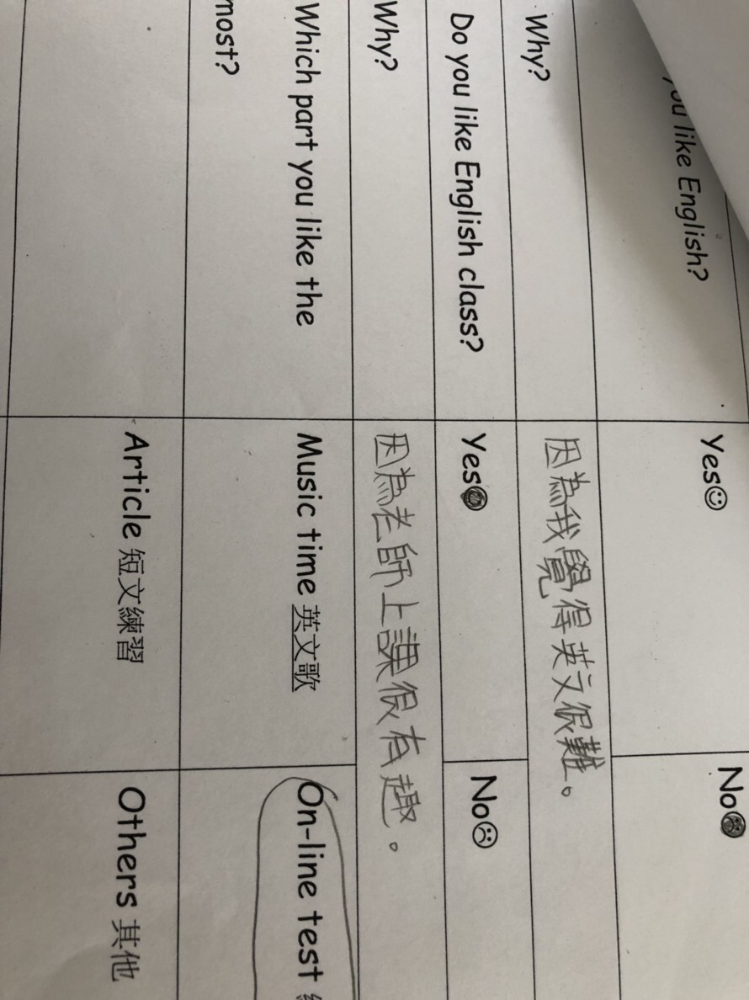 you like English?
Yes☺
No☹
Why?
因為我覺得英文很難。
Do you like English class?
Yes☺
No☹
Why?
因為老師上課很有趣。
Which part you like the
most?
Music time 英文歌
On-line test
Article 短文練習
Others 其他